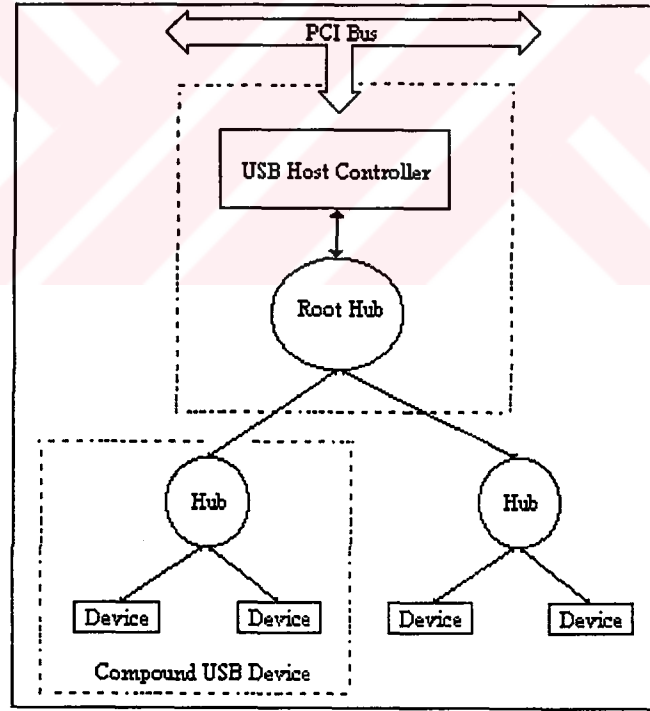 PCI Bus
USB Host Controller
Root Hub
Hub
Hub
Device
Device
Device
Device
Compound USB Device